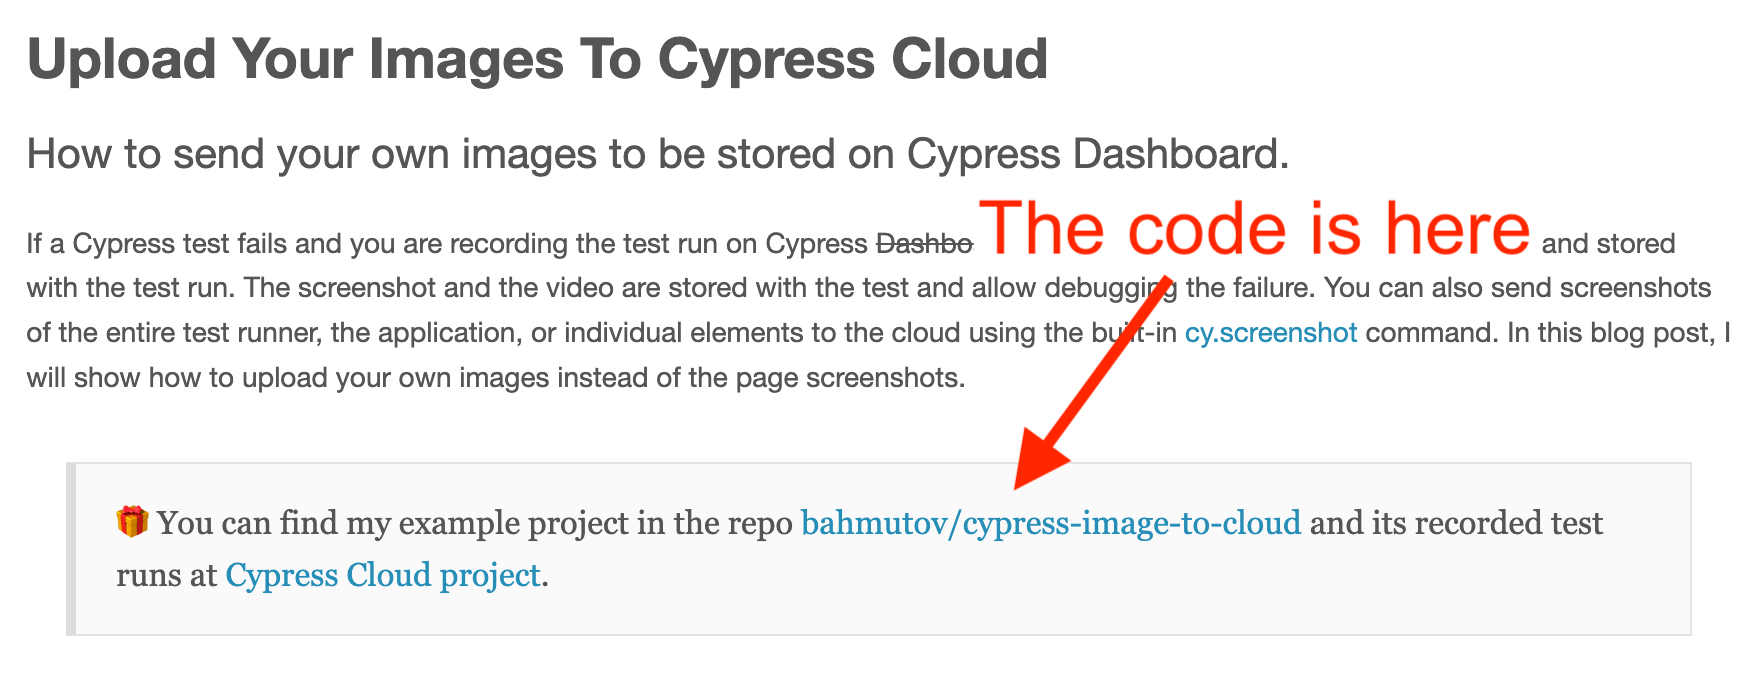 Upload Your Images To Cypress Cloud
How to send your own images to be stored on Cypress Dashboard.
If a Cypress test fails and you are recording the test run on Cypress Dashbo The code is here and stored
with the test run. The screenshot and the video are stored with the test and allow debugging the failure. You can also send screenshots
of the entire test runner, the application, or individual elements to the cloud using the built-in cy.screenshot command. In this blog post, I
will show how to upload your own images instead of the page screenshots.
🎁 You can find my example project in the repo bahmutov/cypress-image-to-cloud and its recorded test
runs at Cypress Cloud project.